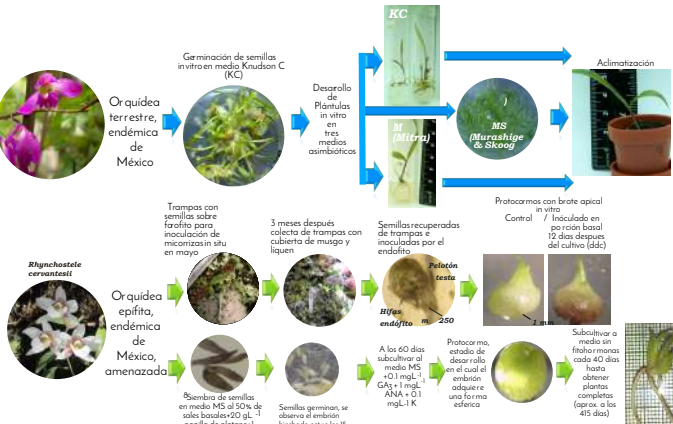 Germinación de semillas
in vitro en medio Knudson C
(KC)
Orquídea
terrestre,
endémica
de
México
Desarollo
de
Plántulas
in vitro
en
tres
medios
asimbióticos
KC
M
(Mitra)
MS
(Murashige
& Skoog
)
Aclimatización
Rhynchostele
cervantesii
Orquídea
epífita,
endémica
de
México,
amenazada
Trampas con
semillas sobre
forofito para
inoculación de
micorrizas in situ
en mayo
3 meses después
colecta de trampas con
cubierta de musgo y
líquen
Semillas recuperadas
de trampas e
inoculadas por el
endofito
Pelotón
testa
Hifas
endófito
m 250
Protocormos con brote apical
in vitro
Control / Inóculado en
porción basal
12 días despues
del cultivo (ddc)
1 mm
Siembra de semillas
en medio MS al 50% de
sales basales+20 gL -1
Semillas germinan, se
observa el embrión
A los 60 días
subcultivar al
medio MS
+0.1 mgL-1
GA3 + 1 mgL-1
ANA + 0.1
mgL-1 K
Protocormo,
estadio de
desarrollo
en el cual el
embrión
adquiere
una forma
esferica
Subcultivar a
medio sin
fitohormonas
cada 40 días
hasta
obtener
plantas
completas
(aprox. a los
415 días)